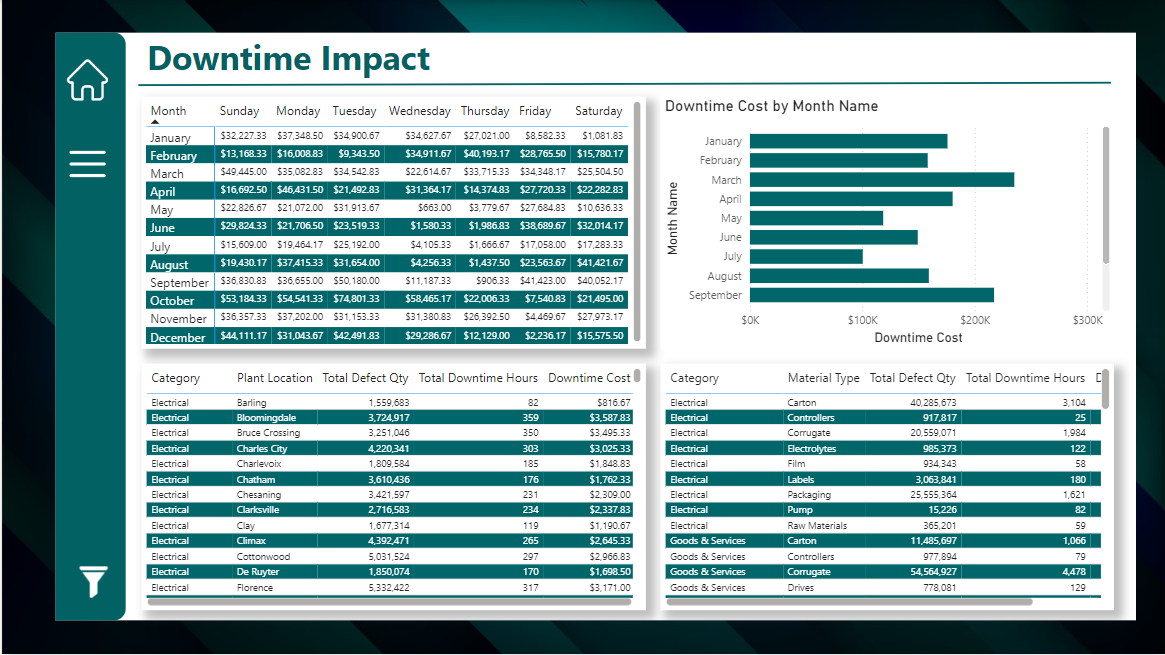 Downtime Impact
Month Sunday Monday Tuesday Wednesday Thursday Friday Saturday
January $32,227.33 $37,348.50 $34,900.67 $34,627.67 $27,021.00 $8,582.33 $1,081.83
February $13,168.33 $16,008.83 $9,343.50 $34,911.67 $40,193.17 $28,765.50 $15,780.17
March $49,445.00 $35,082.83 $34,542.83 $22,614.67 $33,715.33 $34,348.17 $25,504.50
April $16,692.50 $46,431.50 $21,492.83 $31,364.17 $14,374.83 $27,720.33 $22,282.83
May $22,826.67 $21,072.00 $31,913.67 $663.00 $3,779.67 $27,684.83 $10,636.33
June $29,824.33 $21,706.50 $23,519.33 $1,580.33 $1,986.83 $38,689.67 $32,014.17
July $15,609.00 $19,464.17 $25,192.00 $4,105.33 $1,666.67 $17,058.00 $17,283.33
August $19,430.17 $37,415.33 $31,654.00 $4,256.33 $1,437.50 $23,563.67 $41,421.67
September $36,830.83 $36,655.00 $50,180.00 $11,187.33 $906.33 $41,423.00 $40,052.17
October $53,184.33 $54,541.33 $74,801.33 $58,465.17 $22,006.33 $7,540.83 $21,495.00
November $36,357.33 $37,202.00 $31,153.33 $31,380.83 $26,392.50 $4,469.67 $27,973.17
December $44,111.17 $31,043.67 $42,491.83 $29,286.67 $12,129.00 $2,236.17 $15,575.50
Downtime Cost by Month Name
Month Name
January
February
March
April
May
June
July
August
September
$0K $100K $200K $300K
Downtime Cost
Category Plant Location Total Defect Qty Total Downtime Hours Downtime Cost
Electrical Barling 1,559,683 82 $816.67
Electrical Bloomingdale 3,724,917 359 $3,587.83
Electrical Bruce Crossing 3,251,046 350 $3,495.33
Electrical Charles City 4,220,341 303 $3,025.33
Electrical Charlevoix 1,809,584 185 $1,848.83
Electrical Chatham 3,610,436 176 $1,762.33
Electrical Chesaning 3,421,597 231 $2,309.00
Electrical Clarksville 2,716,583 234 $2,337.83
Electrical Clay 1,677,314 119 $1,190.67
Electrical Climax 4,392,471 265 $2,645.33
Electrical Cottonwood 5,031,524 297 $2,966.83
Electrical De Ruyter 1,850,074 170 $1,698.50
Electrical Florence 5,332,422 317 $3,171.00
Category Material Type Total Defect Qty Total Downtime Hours
Electrical Carton 40,285,673 3,104
Electrical Controllers 917,817 25
Electrical Corrugate 20,559,071 1,984
Electrical Electrolytes 985,373 122
Electrical Film 934,343 58
Electrical Labels 3,063,841 180
Electrical Packaging 25,555,364 1,621
Electrical Pump 15,226 82
Electrical Raw Materials 365,201 59
Goods & Services Carton 11,485,697 1,066
Goods & Services Controllers 977,894 79
Goods & Services Corrugate 54,564,927 4,478
Goods & Services Drives 778,081 129